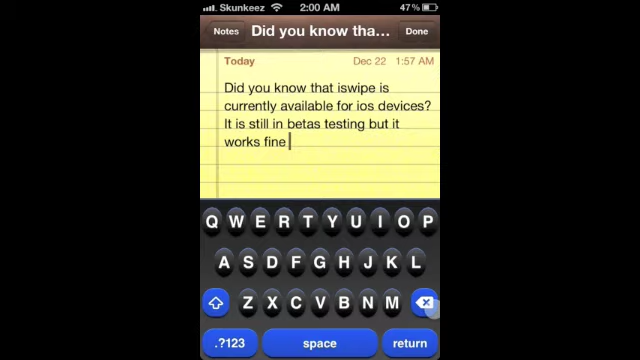 Skunkeez 2:00 AM 47%
Notes Did you know tha... Done
Today Dec 22 1:57 AM
Did you know that iswipe is
currently available for ios devices?
It is still in betas testing but it
works fine
Q W E R T Y U I O P
A S D F G H J K L
Z X C V B N M
.?123 space return